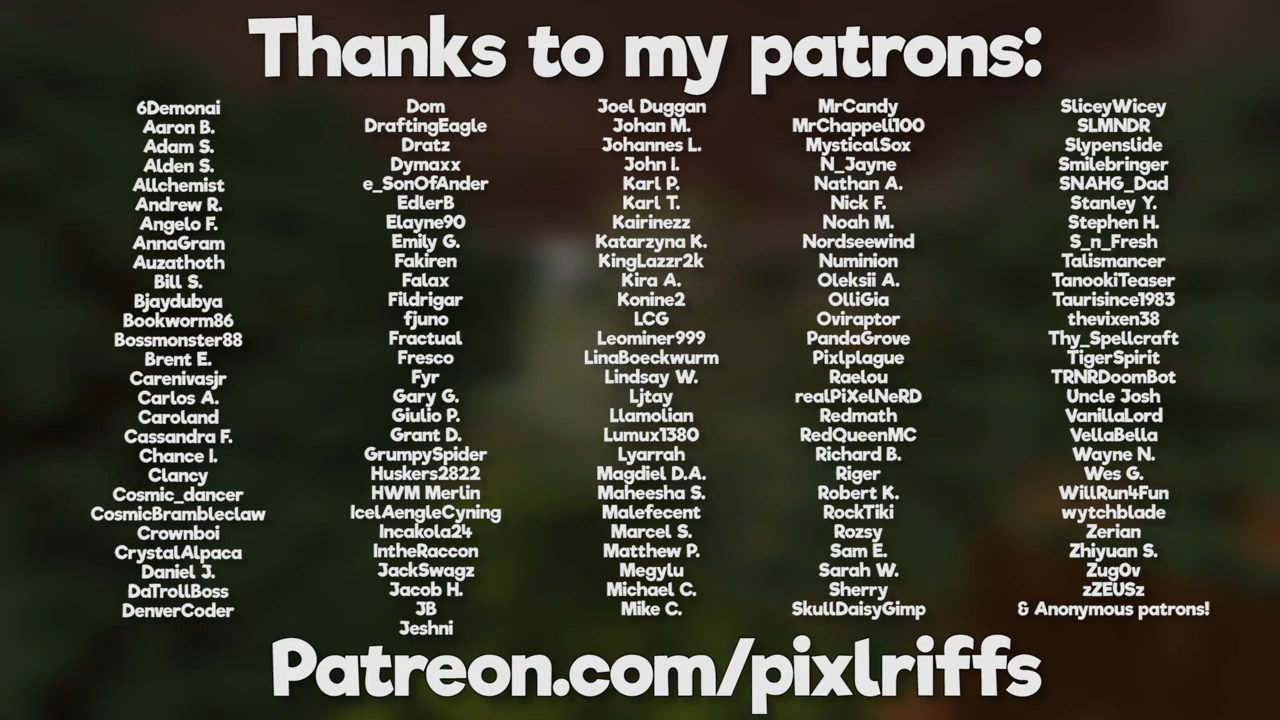 Thanks to my patrons:
6Demonai
Aaron B.
Adam S.
Alden S.
Allchemist
Andrew R.
Angelo F.
AnnaGram
Auzathoth
Bill S.
Bjaydubya
Bookworm86
Bossmonster88
Brent E.
Carenivasjr
Carlos A.
Caroland
Cassandra F.
Chance I.
Clancy
Cosmic_dancer
CosmicBrambleclaw
Crownboi
CrystalAlpaca
Daniel J.
DaTrollBoss
DenverCoder
Dom
DraftingEagle
Dratz
Dymaxx
e_SonOfAnder
EdlerB
Elayne90
Emily G.
Fakiren
Falax
Fildrigar
fjuno
Fractual
Fresco
Fyr
Gary G.
Giulio P.
Grant D.
GrumpySpider
Huskers2822
HWM Merlin
IcelAengleCyning
Incakola24
IntheRaccon
JackSwagz
Jacob H.
JB
Jeshni
Joel Duggan
Johan M.
Johannes L.
John I.
Karl P.
Karl T.
Kairinezz
Katarzyna K.
KingLazzr2k
Kira A.
Konine2
LCG
Leominer999
LinaBoeckwurm
Lindsay W.
Ljtay
Llamolian
Lumux1380
Lyarrah
Magdiel D.A.
Maheesha S.
Malefecent
Marcel S.
Matthew P.
Megylu
Michael C.
Mike C.
MrCandy
MrChappell100
MysticalSox
N_Jayne
Nathan A.
Nick F.
Noah M.
Nordseewind
Numinion
Oleksii A.
OlliGia
Oviraptor
PandaGrove
Pixlplague
Raelou
realPiXelNeRD
Redmath
RedQueenMC
Richard B.
Riger
Robert K.
RockTiki
Rozsy
Sam E.
Sarah W.
Sherry
SkullDaisyGimp
SliceyWicey
SLMNDR
Slypenslide
Smilebringer
SNAHG_Dad
Stanley Y.
Stephen H.
S_n_Fresh
Talismancer
TanookiTeaser
Taurisince1983
thevixen38
Thy_Spellcraft
TigerSpirit
TRNRDoomBot
Uncle Josh
VanillaLord
VellaBella
Wayne N.
Wes G.
WillRun4Fun
wytchblade
Zerian
Zhiyuan S.
Zug0v
zZEUSz
& Anonymous patrons!
Patreon.com/pixlriffs